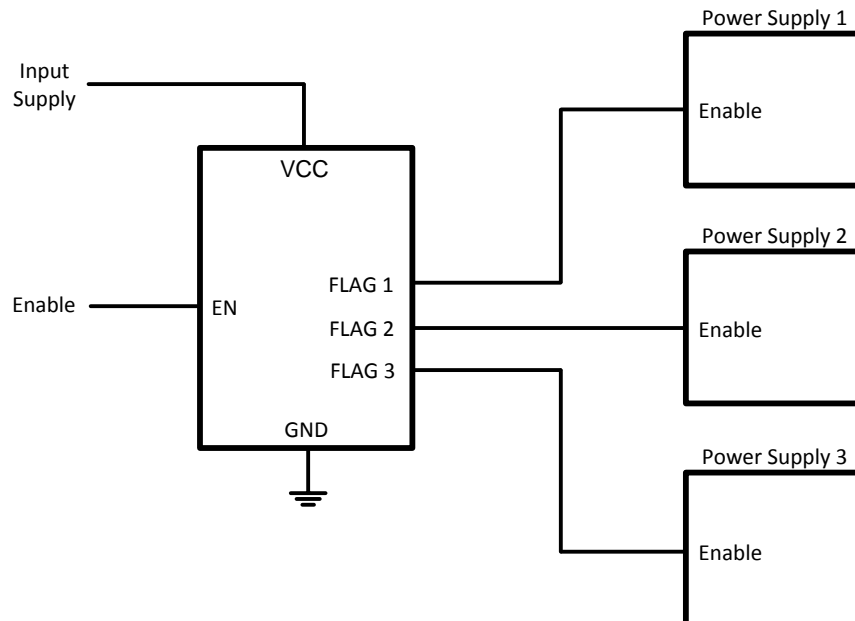 Power Supply 1
Input
Supply
Enable
VCC
Power Supply 2
FLAG 1
Enable
EN
FLAG 2
Enable
FLAG 3
GND
Power Supply 3
Enable